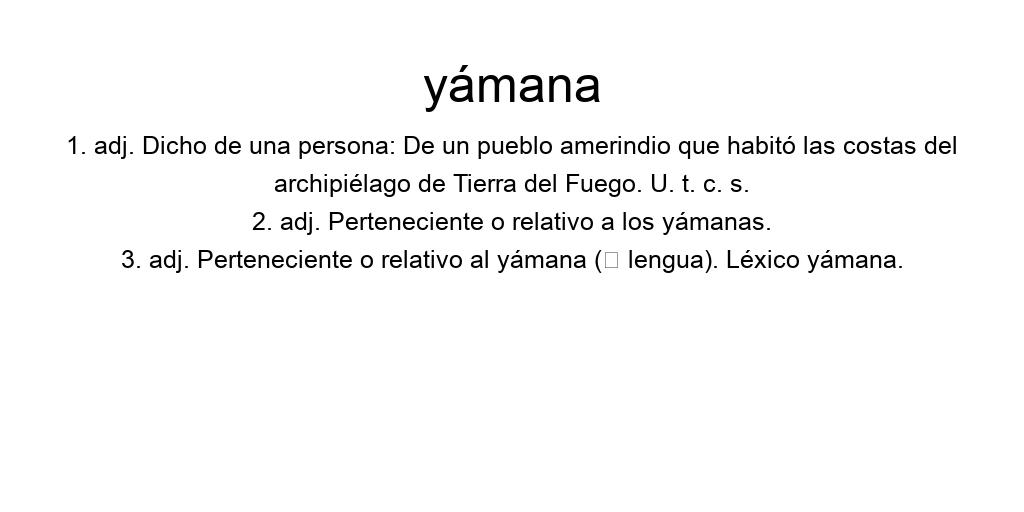 yámana
1. adj. Dicho de una persona: De un pueblo amerindio que habitó las costas del
archipiélago de Tierra del Fuego. U. t. c. s.
2. adj. Perteneciente o relativo a los yámanas.
3. adj. Perteneciente o relativo al yámana (□ lengua). Léxico yámana.